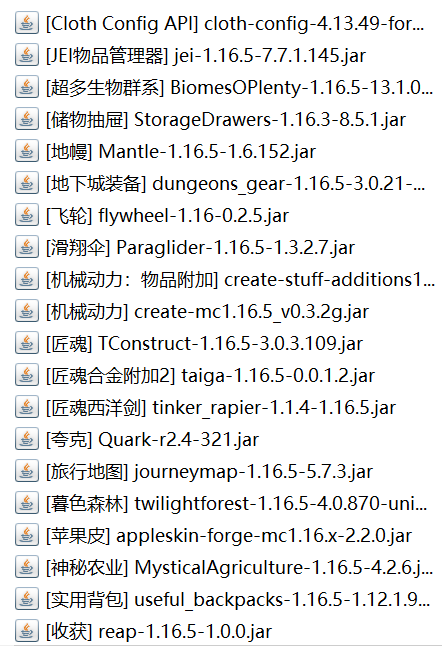 [Cloth Config API] cloth-config-4.13.49-for...
[JEI物品管理器] jei-1.16.5-7.7.1.145.jar
[超多生物群系] BiomesOPlenty-1.16.5-13.1.0...
[储物抽屉] StorageDrawers-1.16.3-8.5.1.jar
[地幔] Mantle-1.16.5-1.6.152.jar
[地下城装备] dungeons_gear-1.16.5-3.0.21-...
[飞轮] flywheel-1.16-0.2.5.jar
[滑翔伞] Paraglider-1.16.5-1.3.2.7.jar
[机械动力：物品附加] create-stuff-additions1...
[机械动力] create-mc1.16.5_v0.3.2g.jar
[匠魂] TConstruct-1.16.5-3.0.3.109.jar
[匠魂合金附加2] taiga-1.16.5-0.0.1.2.jar
[匠魂西洋剑] tinker_rapier-1.1.4-1.16.5.jar
[夸克] Quark-r2.4-321.jar
[旅行地图] journeymap-1.16.5-5.7.3.jar
[暮色森林] twilightforest-1.16.5-4.0.870-uni...
[苹果皮] appleskin-forge-mc1.16.x-2.2.0.jar
[神秘农业] MysticalAgriculture-1.16.5-4.2.6.j...
[实用背包] useful_backpacks-1.16.5-1.12.1.9...
[收获] reap-1.16.5-1.0.0.jar